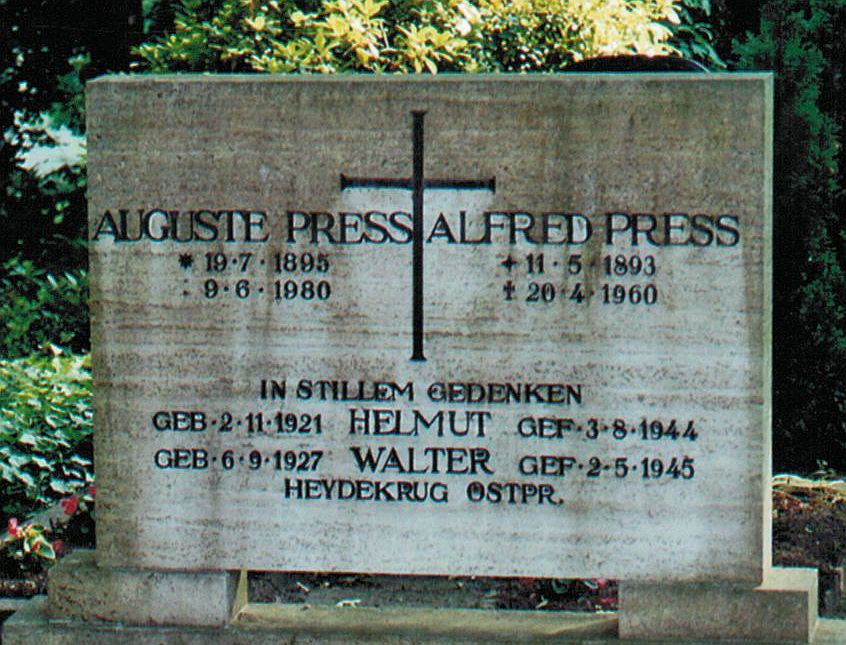 AUGUSTE PRESS ALFRED PRESS
* 19·7·1895 * 11·5·1893
9·6·1980 † 20·4·1960
IN STILLEM GEDENKEN
GEB·2·11·1921 HELMUT GEF·3·8·1944
GEB·6·9·1927 WALTER GEF·2·5·1945
HEYDEKRUG OSTPR.